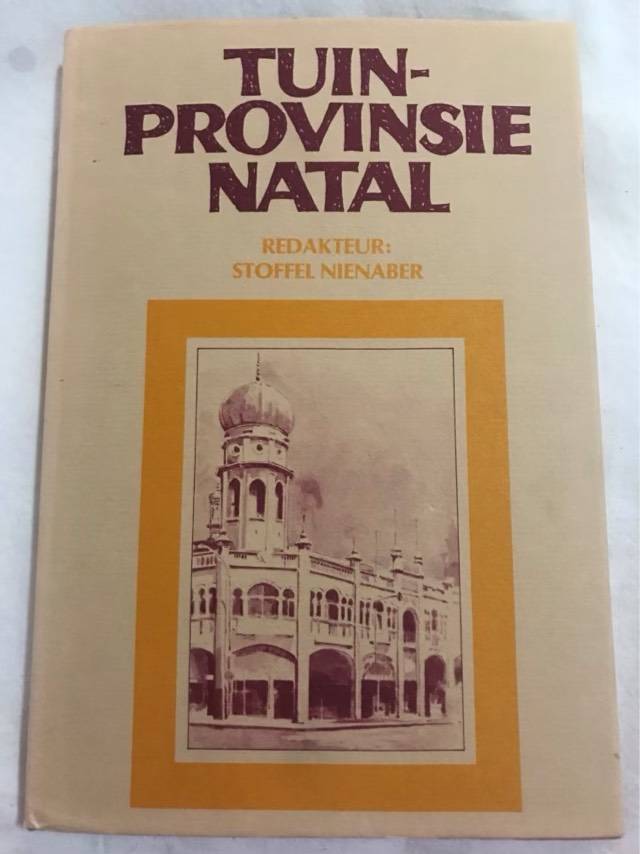 TUIN-
PROVINSIE
NATAL
REDAKTEUR:
STOFFEL NIENABER